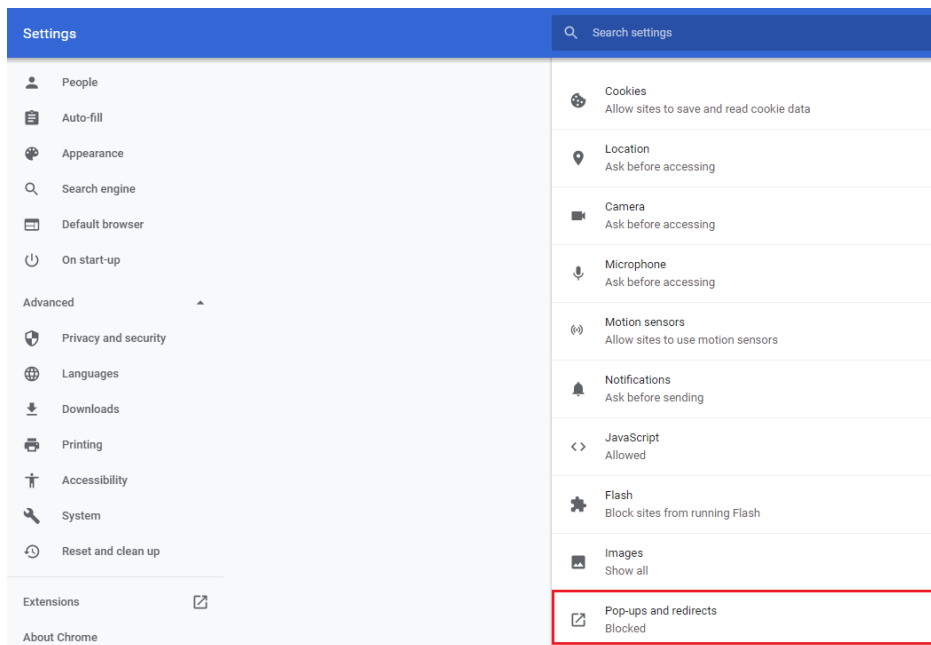 Settings
Search settings
People
Auto-fill
Appearance
Search engine
Default browser
On start-up
Advanced
Privacy and security
Languages
Downloads
Printing
Accessibility
System
Reset and clean up
Extensions
About Chrome
Cookies
Allow sites to save and read cookie data
Location
Ask before accessing
Camera
Ask before accessing
Microphone
Ask before accessing
Motion sensors
Allow sites to use motion sensors
Notifications
Ask before sending
JavaScript
Allowed
Flash
Block sites from running Flash
Images
Show all
Pop-ups and redirects
Blocked